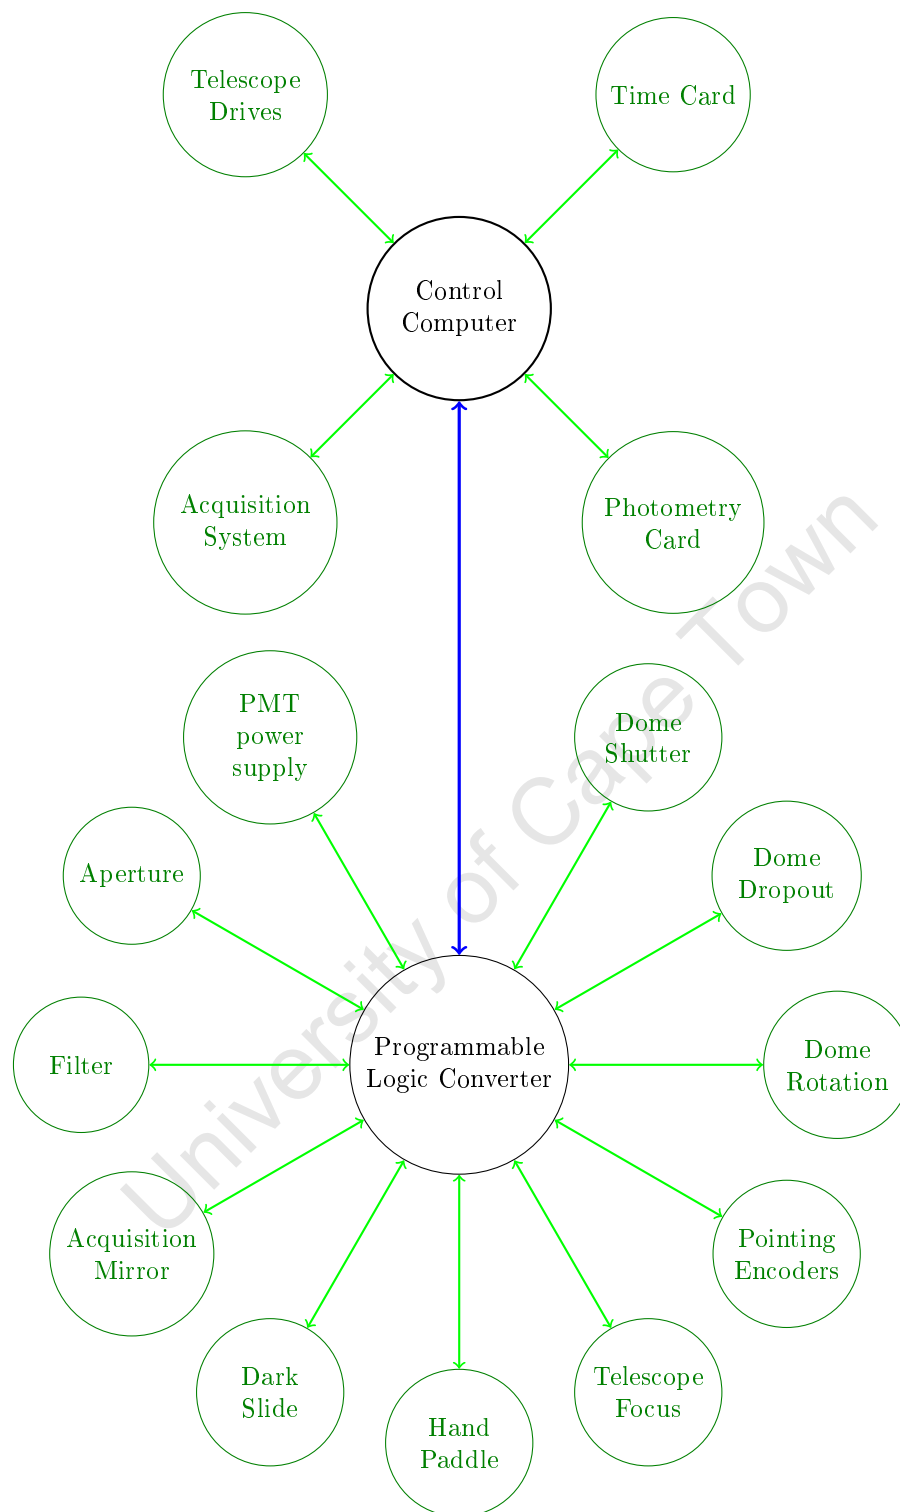 Telescope
Drives
Time Card
Control
Computer
Acquisition
System
Photometry
Card
PMT
power
supply
Dome
Shutter
Aperture
Dome
Dropout
Filter
Programmable
Logic Converter
Dome
Rotation
Acquisition
Mirror
Pointing
Encoders
Dark
Slide
Hand
Paddle
Telescope
Focus
University of Cape Town